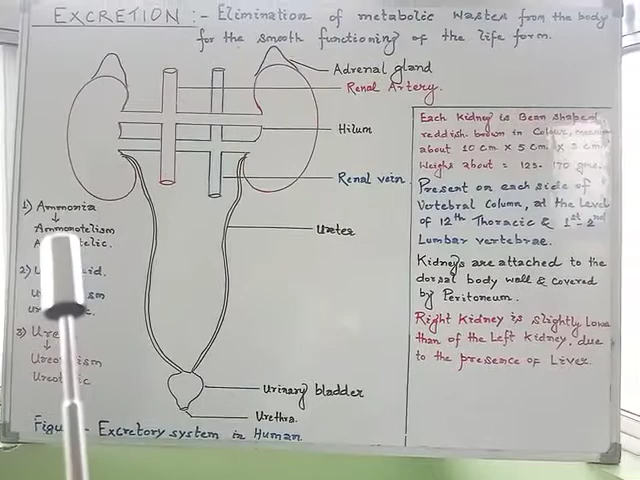 EXCRETION :- Elimination of metabolic wastes from the body
for the smooth functioning of the life form.
Adrenal gland
Renal Artery.
Hilum
Renal vein
Ureter
Urinary bladder
Urethra.
1) Ammonia
↓
Ammonotelism
2) U
3) Ure
↓
Figu - Excretory system in Human.
Each Kidney is Bean shaped,
reddish brown in Colour,
about 10 cm × 5 cm × 3 cm
Weighs about = 125-170 gms.
Present on each side of
Vertebral Column, at the Level
of 12th Thoracic & 1st - 2nd
Lumbar vertebrae.
Kidneys are attached to the
dorsal body wall & covered
by Peritoneum.
Right Kidney is slightly Lowe
than of the Left Kidney, due
to the presence of Liver.